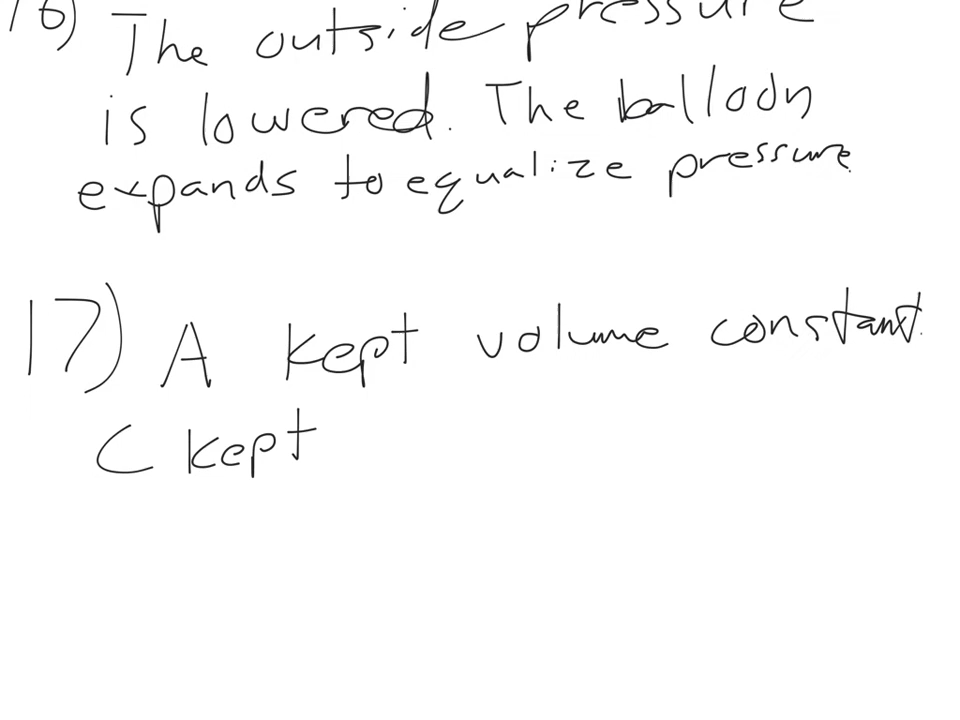 16) The outside pressure
is lowered. The balloon
expands to equalize pressure.
17) A kept volume constant.
C kept